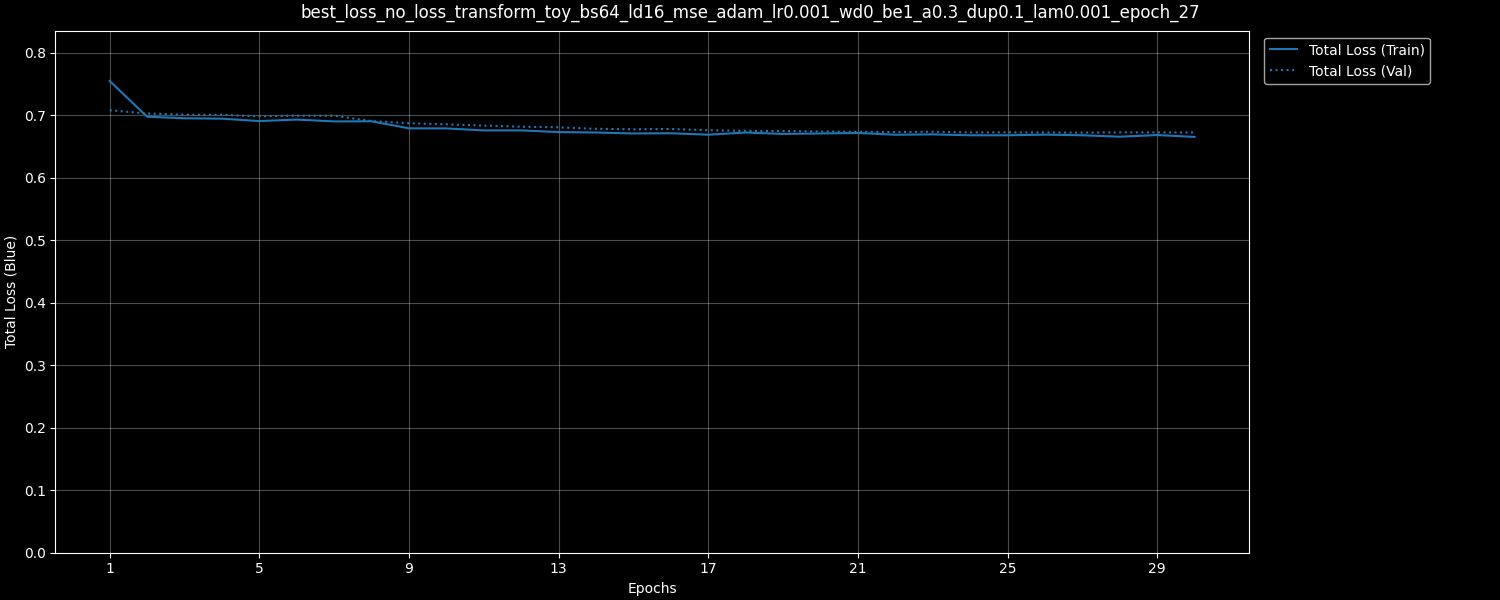 best_loss_no_loss_transform_toy_bs64_ld16_mse_adam_lr0.001_wd0_be1_a0.3_dup0.1_lam0.001_epoch_27
Total Loss (Train)
Total Loss (Val)
Total Loss (Blue)
0.8
0.7
0.6
0.5
0.4
0.3
0.2
0.1
0.0
1 5 9 13 17 21 25 29
Epochs